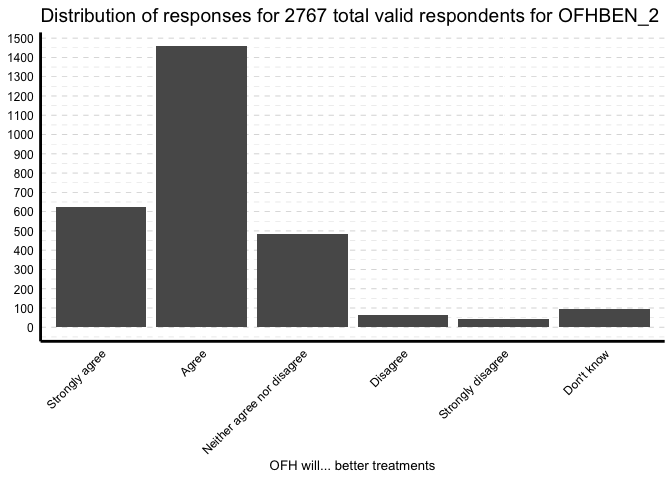 Distribution of responses for 2767 total valid respondents for OFHBEN_2
1500
1400
1300
1200
1100
1000
900
800
700
600
500
400
300
200
100
0
Strongly agree
Agree
Neither agree nor disagree
Disagree
Strongly disagree
Don't know
OFH will... better treatments